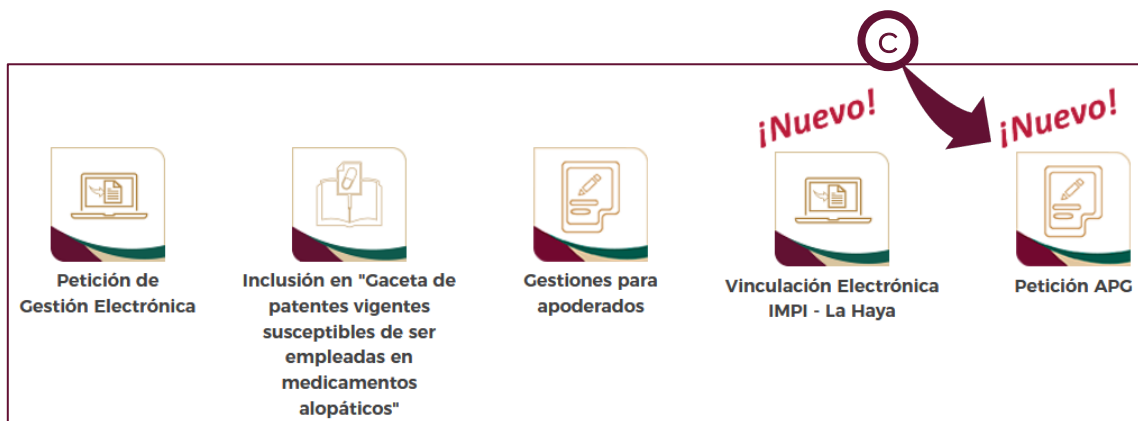 C
¡Nuevo!
¡Nuevo!
Petición de
Gestión Electrónica
Inclusión en "Gaceta de
patentes vigentes
susceptibles de ser
empleadas en
medicamentos
alopáticos"
Gestiones para
apoderados
Vinculación Electrónica
IMPI - La Haya
Petición APG